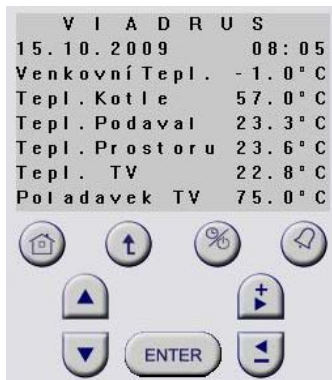 V I A D R U S
15.10.2009 08:05
Venkovní Tepl. -1.0°C
Tepl.Kotle 57.0°C
Tepl.Podaval 23.3°C
Tepl.Prostoru 23.6°C
Tepl. TV 22.8°C
Poladavek TV 75.0°C
ENTER